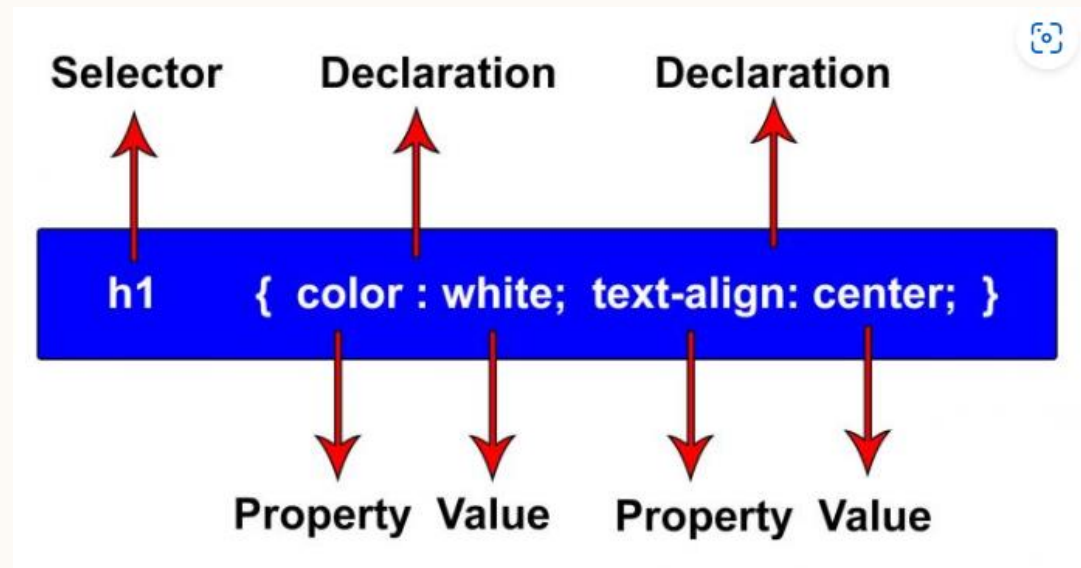 Selector Declaration Declaration
h1 { color : white; text-align: center; }
Property Value Property Value